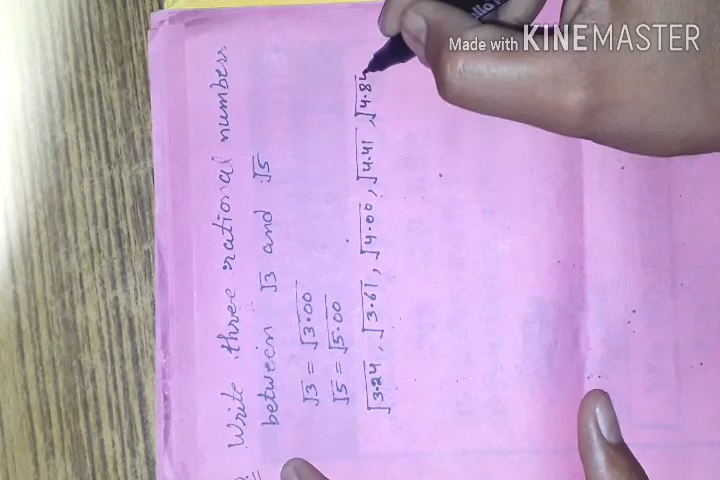 Write three rational numbers
between √3 and √5
√3 = √3.00
√5 = √5.00
√3.24, √3.61, √4.00, √4.41, √4.84
Made with KINEMASTER